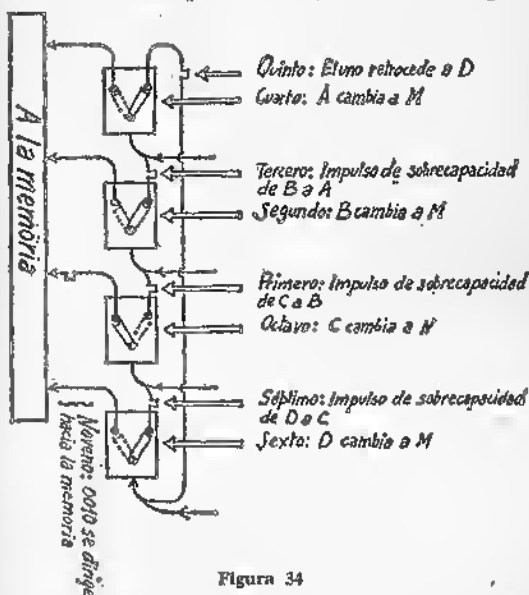 A la memoria
Quinto: El uno retrocede a D
Cuarto: A cambia a M
Tercero: Impulso de sobrecapacidad
de B a A
Segundo: B cambia a M
Primero: Impulso de sobrecapacidad
de C a B
Octavo: C cambia a N
Séptimo: Impulso de sobrecapacidad
de D a C
Sexto: D cambia a M
Noveno: 0010 se dirige
hacia la memoria
Figura 34